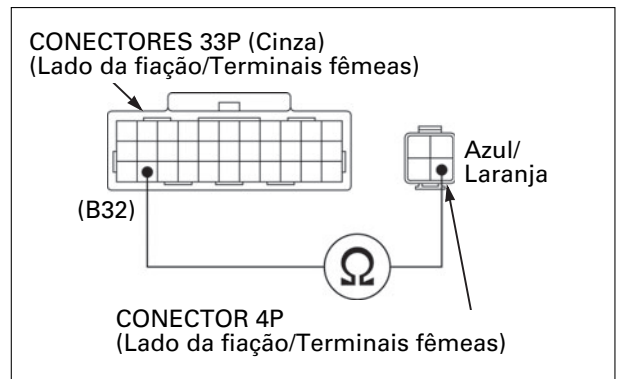 CONECTORES 33P (Cinza)
(Lado da fiação/Terminais fêmeas)
Azul/
Laranja
(B32)
Ω
CONECTOR 4P
(Lado da fiação/Terminais fêmeas)